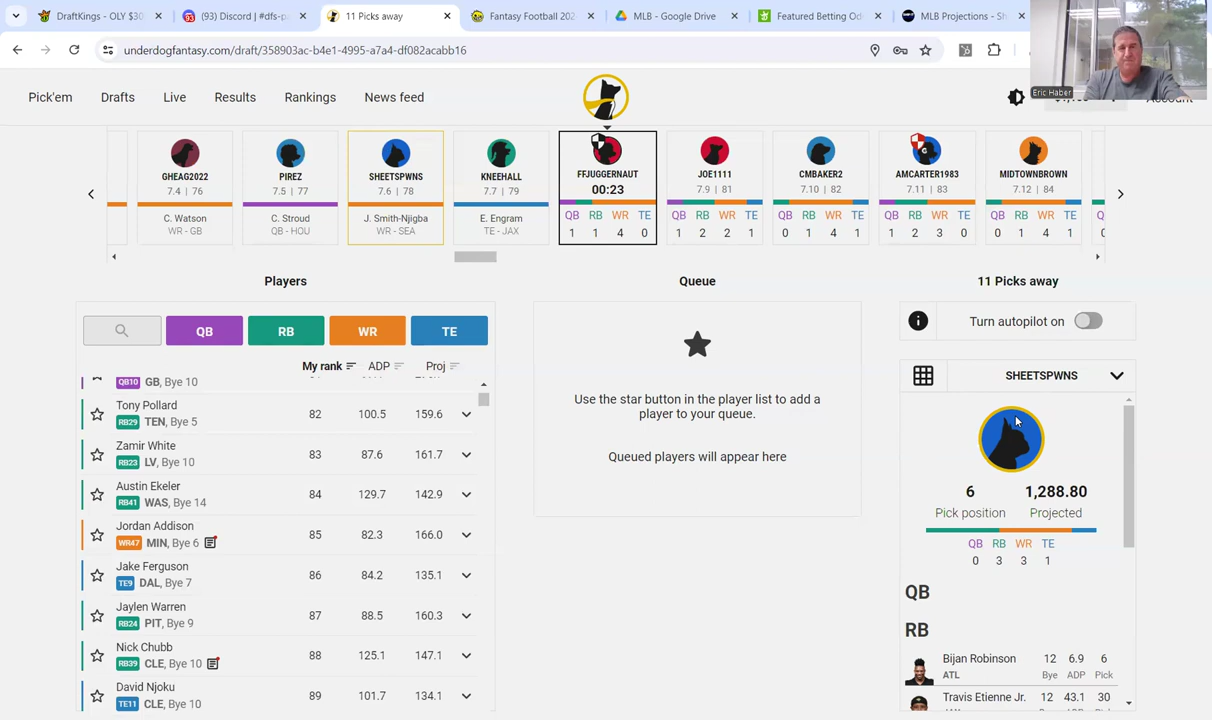 DraftKings - OLY $30
(93) Discord | #dfs-p
11 Picks away
Fantasy Football 202
MLB - Google Drive
Featured Betting Od
MLB Projections - Sh
underdogfantasy.com/draft/358903ac-b4e1-4995-a7a4-df082acabb16
Eric Haber
Pick'em Drafts Live Results Rankings News feed
Account
GHEAG2022
7.4 | 76
C. Watson
WR - GB
PIREZ
7.5 | 77
C. Stroud
QB - HOU
SHEETSPWNS
7.6 | 78
J. Smith-Njigba
WR - SEA
KNEEHALL
7.7 | 79
E. Engram
TE - JAX
FFJUGGERNAUT
00:23
QB RB WR TE
1 1 4 0
JOE1111
7.9 | 81
QB RB WR TE
1 2 2 1
CMBAKER2
7.10 | 82
QB RB WR TE
0 1 4 1
AMCARTER1983
7.11 | 83
QB RB WR TE
1 2 3 0
MIDTOWNBROWN
7.12 | 84
QB RB WR TE
0 1 4 1
Players
QB RB WR TE
My rank ADP Proj
QB10 GB, Bye 10
Tony Pollard
RB29 TEN, Bye 5
82 100.5 159.6
Zamir White
RB23 LV, Bye 10
83 87.6 161.7
Austin Ekeler
RB41 WAS, Bye 14
84 129.7 142.9
Jordan Addison
WR47 MIN, Bye 6
85 82.3 166.0
Jake Ferguson
TE9 DAL, Bye 7
86 84.2 135.1
Jaylen Warren
RB24 PIT, Bye 9
87 88.5 160.3
Nick Chubb
RB39 CLE, Bye 10
88 125.1 147.1
David Njoku
TE11 CLE, Bye 10
89 101.7 134.1
Queue
Use the star button in the player list to add a
player to your queue.
Queued players will appear here
11 Picks away
Turn autopilot on
SHEETSPWNS
6 1,288.80
Pick position Projected
QB RB WR TE
0 3 3 1
QB
RB
Bijan Robinson 12 6.9 6
ATL Bye ADP Pick
Travis Etienne Jr. 12 43.1 30